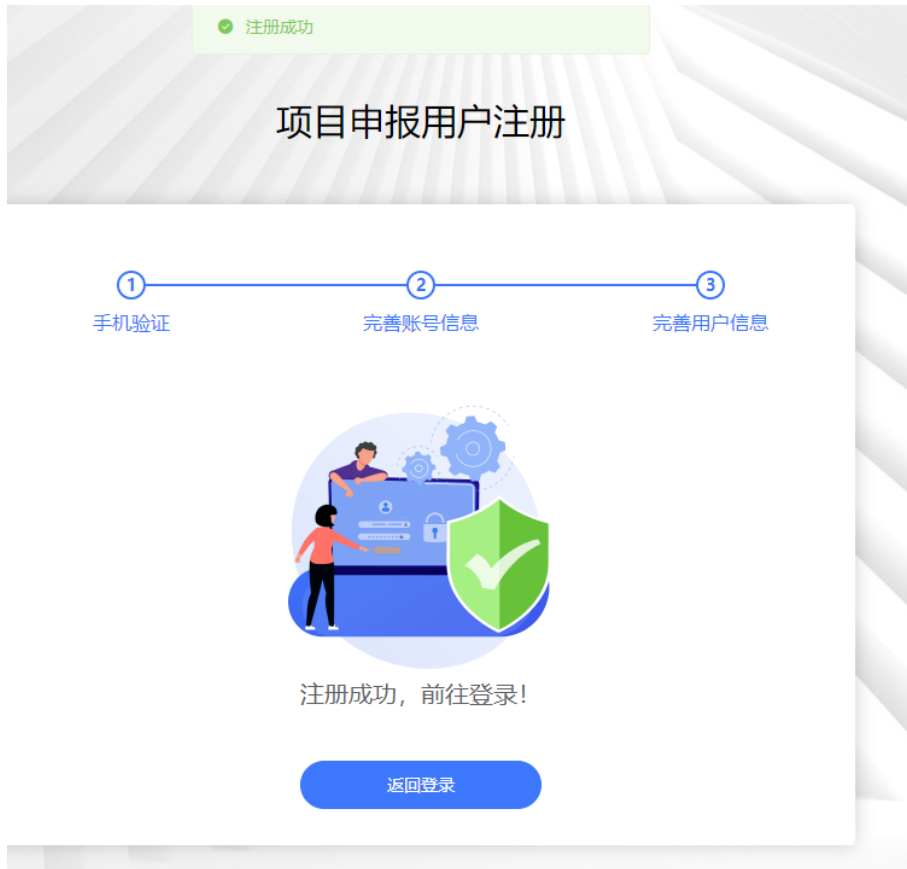 注册成功
项目申报用户注册
1
2
3
手机验证
完善账号信息
完善用户信息
注册成功，前往登录！
返回登录